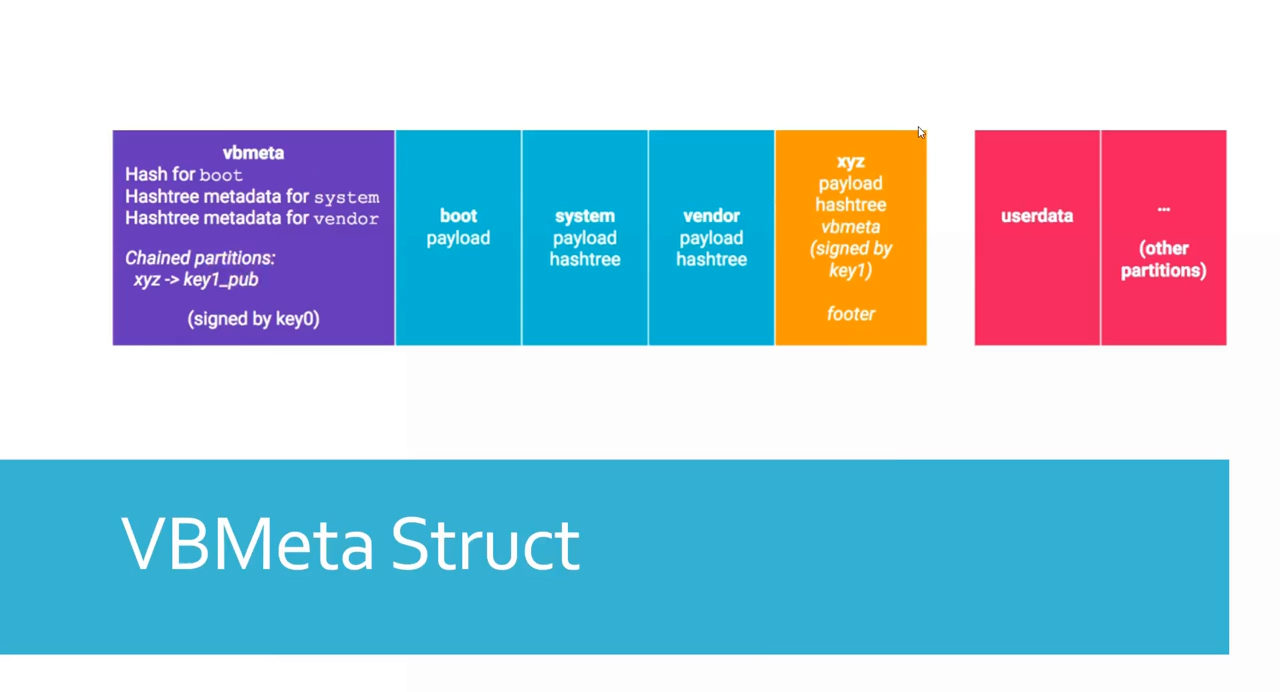 vbmeta
Hash for boot
Hashtree metadata for system
Hashtree metadata for vendor
Chained partitions:
xyz -> key1_pub
(signed by key0)
boot
payload
system
payload
hashtree
vendor
payload
hashtree
xyz
payload
hashtree
vbmeta
(signed by
key1)
footer
userdata
...
(other
partitions)
VBMeta Struct